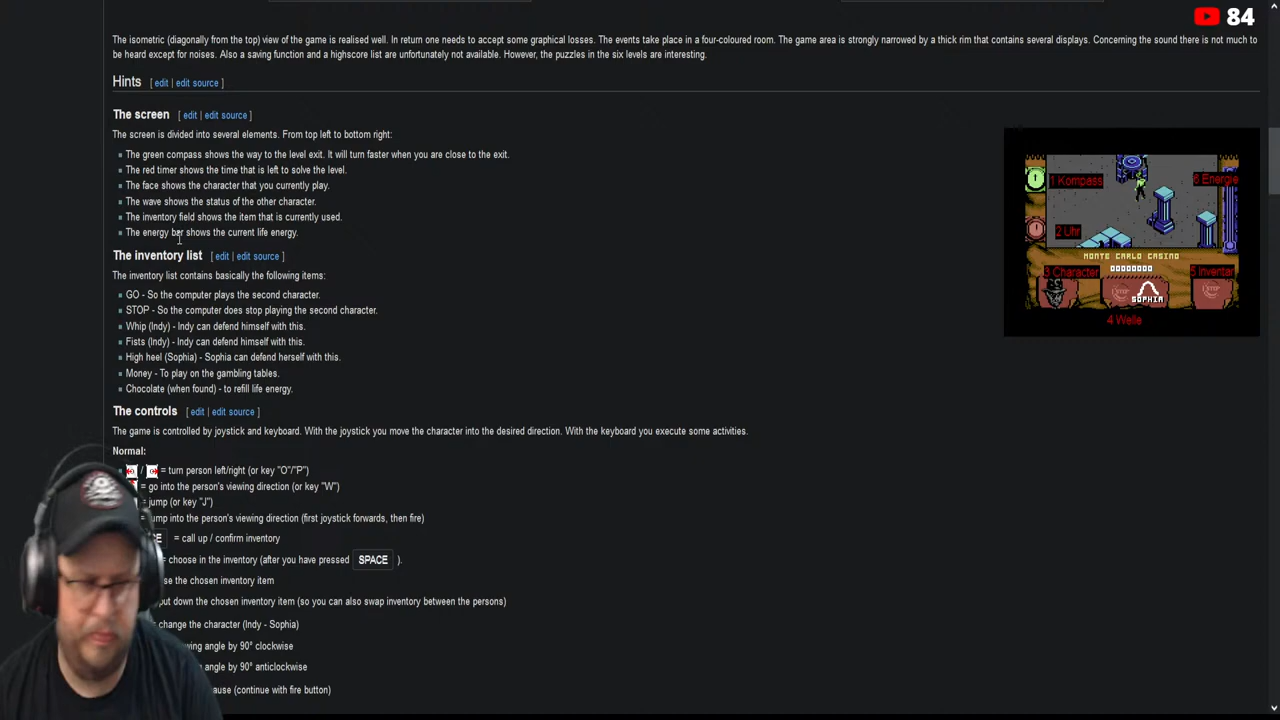 84
The isometric (diagonally from the top) view of the game is realised well. In return one needs to accept some graphical losses. The events take place in a four-coloured room. The game area is strongly narrowed by a thick rim that contains several displays. Concerning the sound there is not much to
be heard except for noises. Also a saving function and a highscore list are unfortunately not available. However, the puzzles in the six levels are interesting.
Hints [ edit | edit source ]
The screen [ edit | edit source ]
The screen is divided into several elements. From top left to bottom right:
The green compass shows the way to the level exit. It will turn faster when you are close to the exit.
The red timer shows the time that is left to solve the level.
The face shows the character that you currently play.
The wave shows the status of the other character.
The inventory field shows the item that is currently used.
The energy bar shows the current life energy.
1 Kompass
6 Energie
2 Uhr
MONTE CARLO CASINO
00000000
3 Character
5 Inventar
STOP
SOPHIA
STOP
4 Welle
The inventory list [ edit | edit source ]
The inventory list contains basically the following items:
GO - So the computer plays the second character.
STOP - So the computer does stop playing the second character.
Whip (Indy) - Indy can defend himself with this.
Fists (Indy) - Indy can defend himself with this.
High heel (Sophia) - Sophia can defend herself with this.
Money - To play on the gambling tables.
Chocolate (when found) - to refill life energy.
The controls [ edit | edit source ]
The game is controlled by joystick and keyboard. With the joystick you move the character into the desired direction. With the keyboard you execute some activities.
Normal:
/ = turn person left/right (or key "O"/"P")
= go into the person's viewing direction (or key "W")
= jump (or key "J")
jump into the person's viewing direction (first joystick forwards, then fire)
= call up / confirm inventory
= choose in the inventory (after you have pressed SPACE ).
the chosen inventory item
put down the chosen inventory item (so you can also swap inventory between the persons)
change the character (Indy - Sophia)
angle by 90° clockwise
angle by 90° anticlockwise
(continue with fire button)